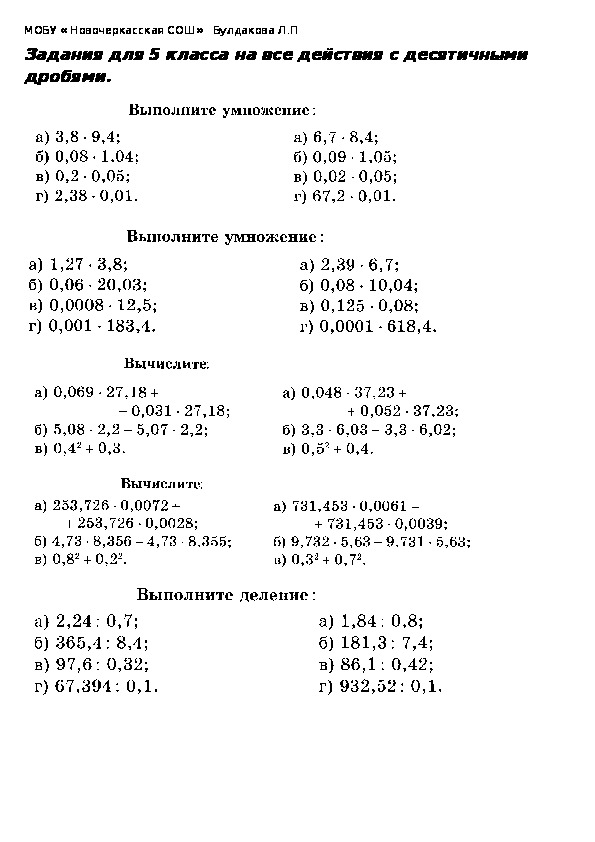 МОБУ «Новочеркасская СОШ» Булдакова Л.П
Задания для 5 класса на все действия с десятичными
дробями.
Выполните умножение:
а) 3,8 · 9,4;
б) 0,08 · 1,04;
в) 0,2 · 0,05;
г) 2,38 · 0,01.
а) 6,7 · 8,4;
б) 0,09 · 1,05;
в) 0,02 · 0,05;
г) 67,2 · 0,01.
Выполните умножение:
а) 1,27 · 3,8;
б) 0,06 · 20,03;
в) 0,0008 · 12,5;
г) 0,001 · 183,4.
а) 2,39 · 6,7;
б) 0,08 · 10,04;
в) 0,125 · 0,08;
г) 0,0001 · 618,4.
Вычислите:
а) 0,069 · 27,18 +
– 0,031 · 27,18;
б) 5,08 · 2,2 – 5,07 · 2,2;
в) 0,4² + 0,3.
а) 0,048 · 37,23 +
+ 0,052 · 37,23;
б) 3,3 · 6,03 – 3,3 · 6,02;
в) 0,5² + 0,4.
Вычислите:
а) 253,726 · 0,0072 +
+ 253,726 · 0,0028;
б) 4,73 · 8,356 – 4,73 · 8,355;
в) 0,8² + 0,2².
а) 731,453 · 0,0061 –
+ 731,453 · 0,0039;
б) 9,732 · 5,63 – 9,731 · 5,63;
в) 0,3² + 0,7².
Выполните деление:
а) 2,24 : 0,7;
б) 365,4 : 8,4;
в) 97,6 : 0,32;
г) 67,394 : 0,1.
а) 1,84 : 0,8;
б) 181,3 : 7,4;
в) 86,1 : 0,42;
г) 932,52 : 0,1.